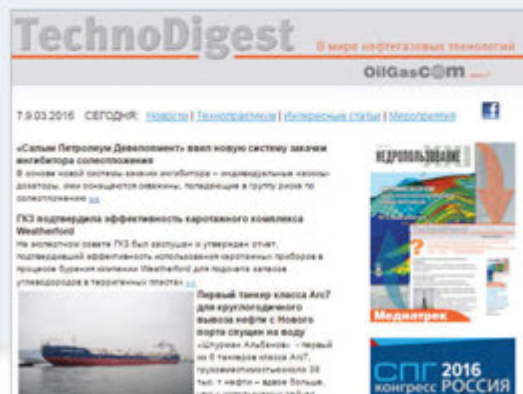 TechnoDigest
В мире нефтегазовых технологий
OilGasCom
7.9.03.2016 СЕГОДНЯ: Новости | Технопрактикум | Интересные статьи | Мероприятия
«Салым Петролеум Девелопмент» ввел новую систему закачки
ингибитора солеотложения
В основе новой системы закачки ингибитора – индивидуальные насосы-
дозаторы, ими оснащаются скважины, попадающие в группу риска по
солеотложению >>
ГКЗ подтвердила эффективность каротажного комплекса
Weatherford
На экспертном совете ГКЗ был заслушан и утвержден отчет,
подтвердивший эффективность использования каротажных приборов в
процессе бурения компании Weatherford для подсчета запасов
углеводородов в терригенных пластах >>
Первый танкер класса Arc7
для круглогодичного
вывоза нефти с Нового
порта спущен на воду
«Штурман Альбанов» - первый
из 6 танкеров класса Arc7,
грузовместимостью около 38
тыс. т нефти – вдвое больше,
НЕДРОПОЛЬЗОВАНИЕ
Медиатрек
СПГ 2016
КОНГРЕСС РОССИЯ